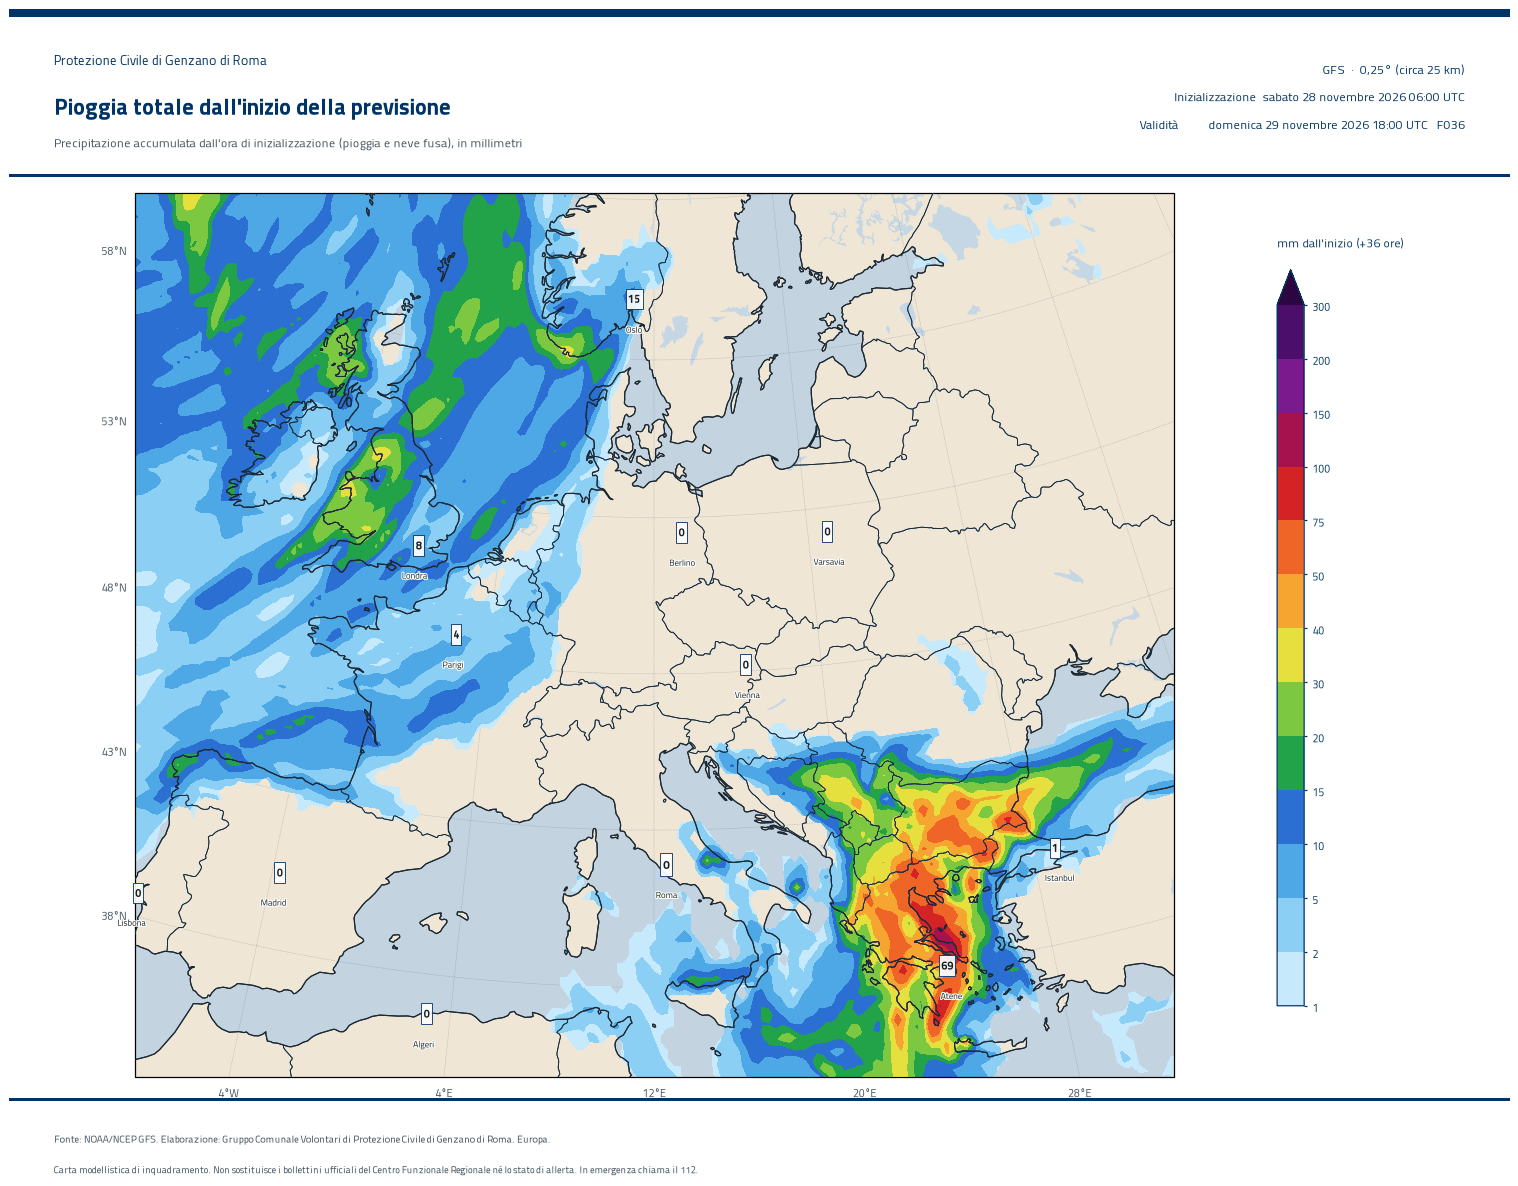 Protezione Civile di Genzano di Roma
Pioggia totale dall'inizio della previsione
Precipitazione accumulata dall'ora di inizializzazione (pioggia e neve fusa), in millimetri
GFS · 0,25° (circa 25 km)
Inizializzazione sabato 28 novembre 2026 06:00 UTC
Validità domenica 29 novembre 2026 18:00 UTC F036
mm dall'inizio (+36 ore)
300
200
150
100
75
50
40
30
20
15
10
5
2
1
58°N
53°N
48°N
43°N
38°N
4°W
4°E
12°E
20°E
28°E
15
Oslo
8
Londra
0
Berlino
0
Varsavia
4
Parigi
0
Vienna
0
Madrid
0
Lisbona
0
Roma
1
Istanbul
69
Atene
0
Algeri
Fonte: NOAA/NCEP GFS. Elaborazione: Gruppo Comunale Volontari di Protezione Civile di Genzano di Roma. Europa.
Carta modellistica di inquadramento. Non sostituisce i bollettini ufficiali del Centro Funzionale Regionale né lo stato di allerta. In emergenza chiama il 112.